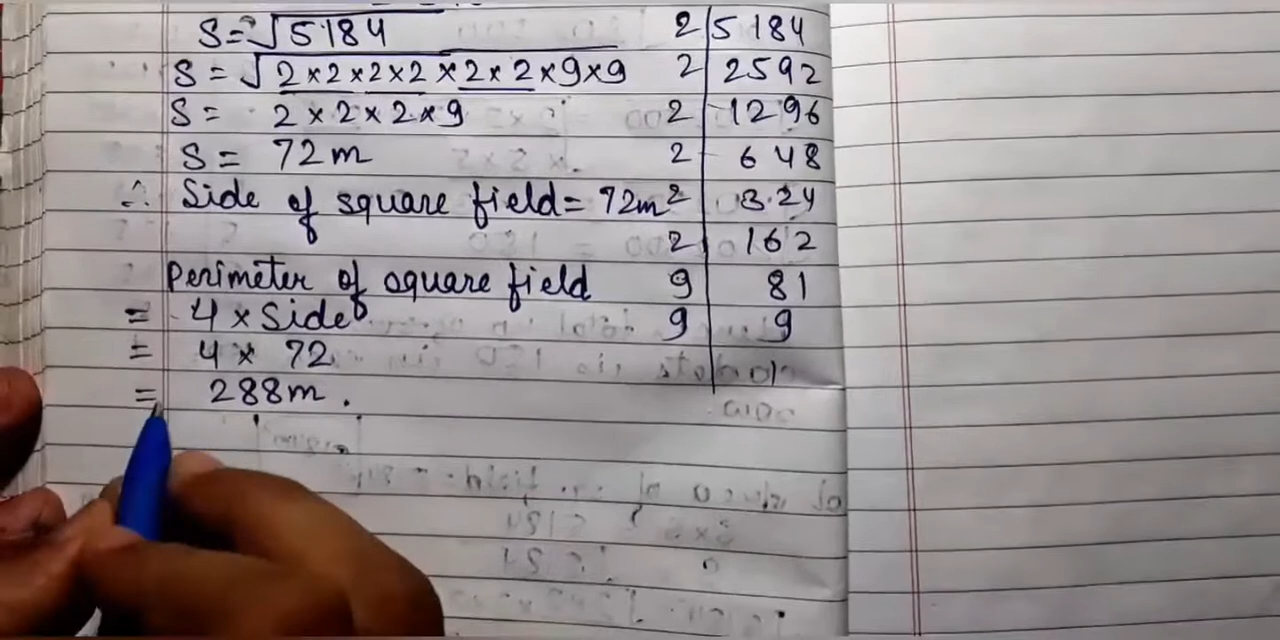 S = √5184
S = √2×2×2×2×2×2×9×9
S = 2×2×2×9
S = 72m
∴ Side of square field = 72m
Perimeter of square field
= 4 × Side
= 4 × 72
= 288m.
2 | 5184
2 | 2592
2 | 1296
2 | 648
2 | 324
2 | 162
9 | 81
9 | 9